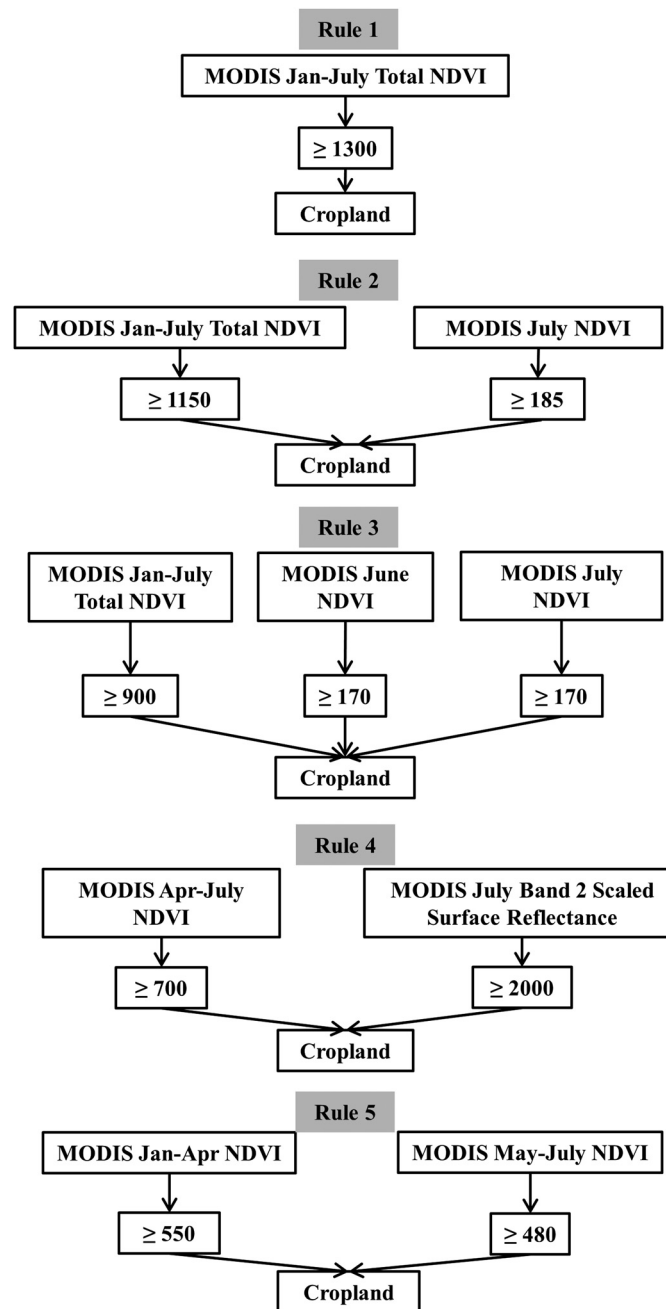 Rule 1
MODIS Jan-July Total NDVI
≥ 1300
Cropland
Rule 2
MODIS Jan-July Total NDVI
MODIS July NDVI
≥ 1150
≥ 185
Cropland
Rule 3
MODIS Jan-July
Total NDVI
MODIS June
NDVI
MODIS July
NDVI
≥ 900
≥ 170
≥ 170
Cropland
Rule 4
MODIS Apr-July
NDVI
MODIS July Band 2 Scaled
Surface Reflectance
≥ 700
≥ 2000
Cropland
Rule 5
MODIS Jan-Apr NDVI
MODIS May-July NDVI
≥ 550
≥ 480
Cropland